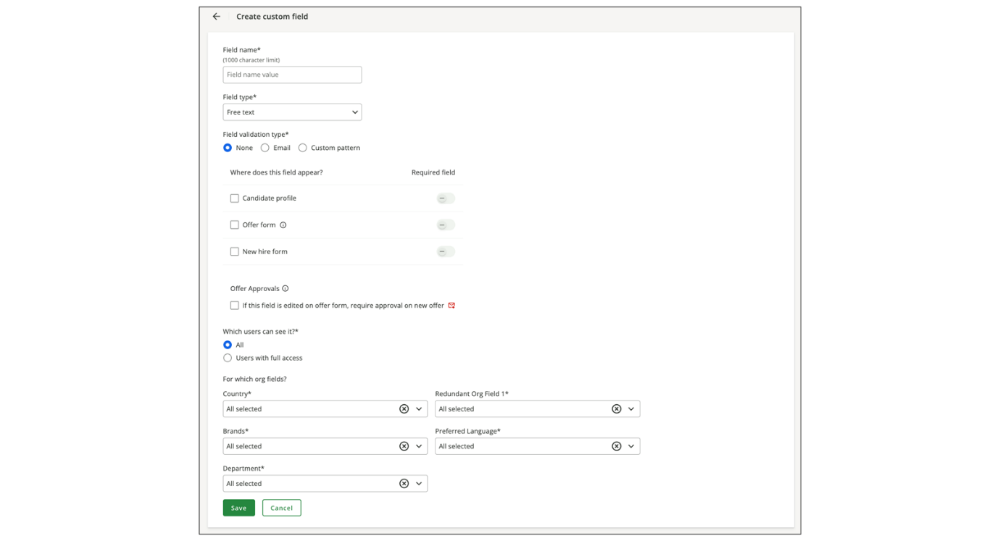 Create custom field
Field name*
(1000 character limit)
Field name value
Field type*
Free text
Field validation type*
None Email Custom pattern
Where does this field appear? Required field
Candidate profile
Offer form
New hire form
Offer Approvals
If this field is edited on offer form, require approval on new offer
Which users can see it?*
All
Users with full access
For which org fields?
Country* Redundant Org Field 1*
All selected All selected
Brands* Preferred Language*
All selected All selected
Department*
All selected
Save Cancel